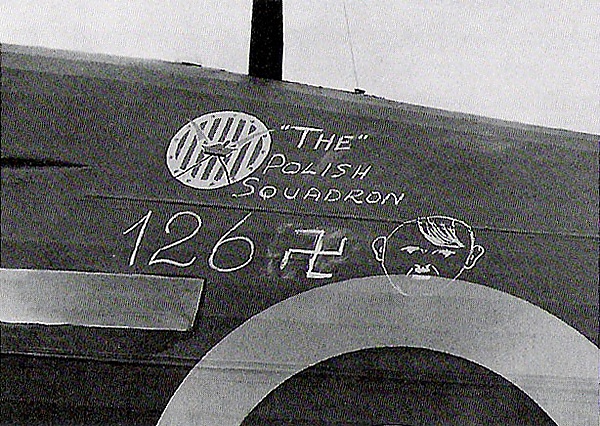 "THE"
POLISH
SQUADRON
126